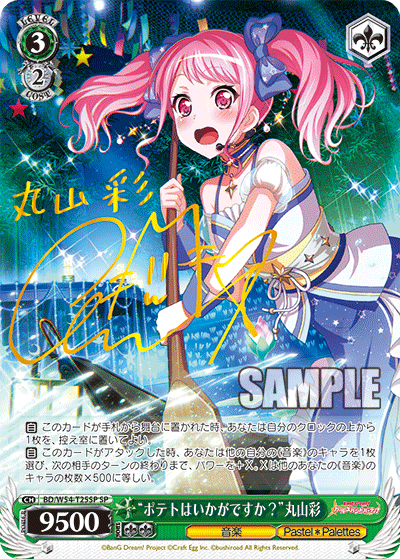 LEVEL
3
2
COST
丸山 彩
SAMPLE
自 このカードが手札から舞台に置かれた時、あなたは自分のクロックの上から
1枚を、控え室に置いてよい。
自 このカードがアタックした時、あなたは他の自分の《音楽》のキャラを1枚
選び、次の相手のターンの終わりまで、パワーを+X。Xは他のあなたの《音楽》の
キャラの枚数×500に等しい。
CH BD/W54-T25SP SP
9500
"ポテトはいかがですか？"丸山彩
音楽
Pastel＊Palettes
©BanG Dream! Project ©Craft Egg Inc. ©bushiroad All Rights Reserved.